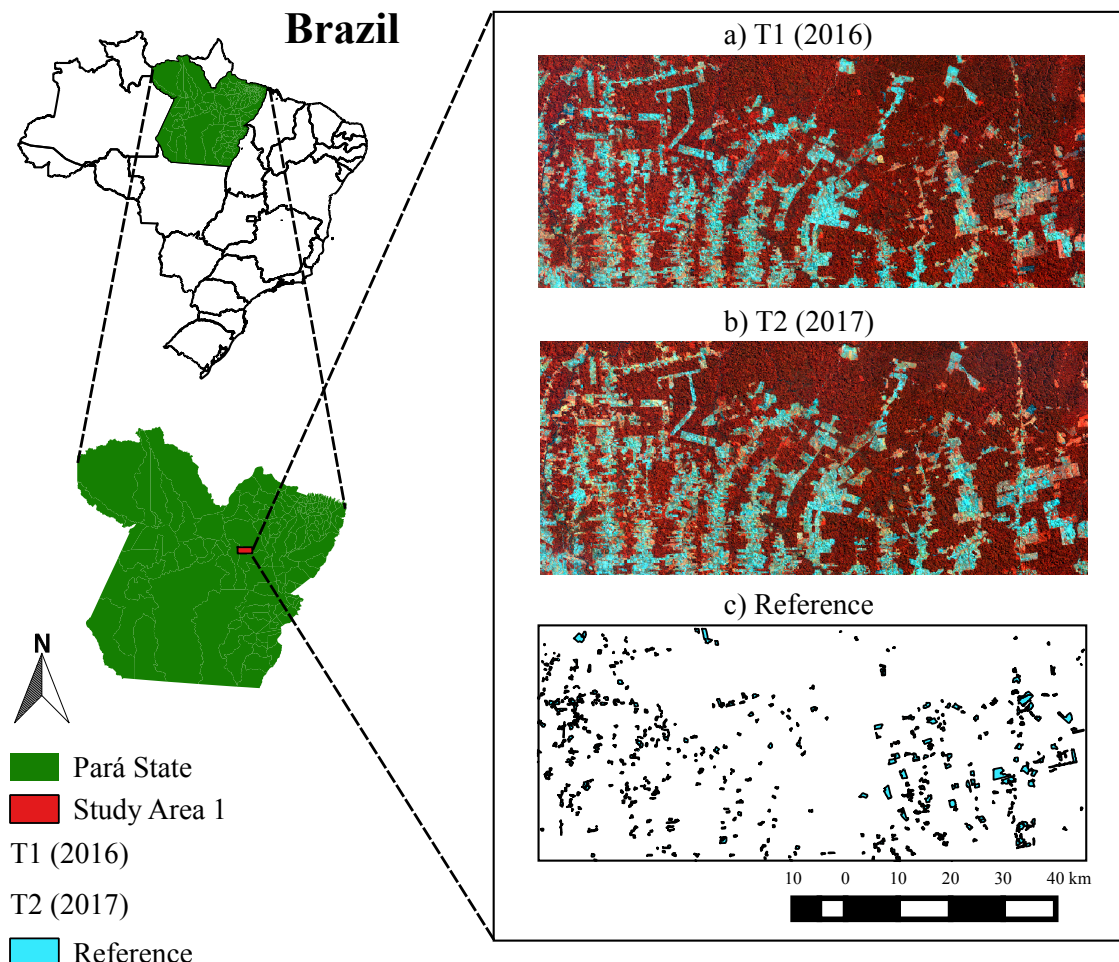 Brazil
a) T1 (2016)
b) T2 (2017)
c) Reference
10 0 10 20 30 40 km
N
Pará State
Study Area 1
T1 (2016)
T2 (2017)
Reference